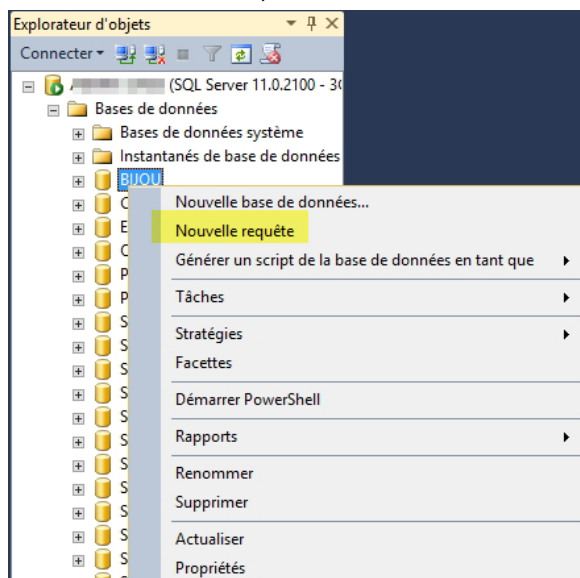 Explorateur d'objets
Connecter
(SQL Server 11.0.2100 - 3
Bases de données
Bases de données système
Instantanés de base de données
BIJOU
Nouvelle base de données...
C
Nouvelle requête
E
C
Générer un script de la base de données en tant que
P
Tâches
P
S
Stratégies
S
S
Facettes
S
Démarrer PowerShell
S
S
Rapports
S
Renommer
S
Supprimer
S
S
Actualiser
S
Propriétés